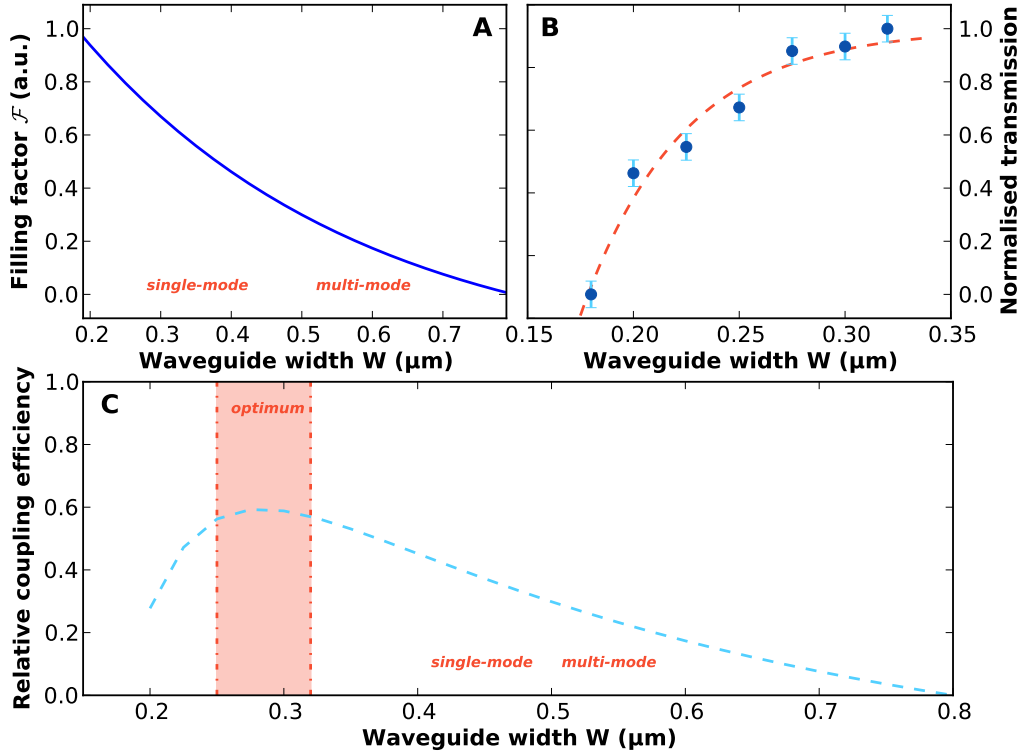 A
Filling factor ℱ (a.u.)
1.0
0.8
0.6
0.4
0.2
0.0
single-mode
multi-mode
0.2 0.3 0.4 0.5 0.6 0.7
Waveguide width W (μm)
B
1.0
0.8
0.6
0.4
0.2
0.0
Normalised transmission
0.15 0.20 0.25 0.30 0.35
Waveguide width W (μm)
C
Relative coupling efficiency
1.0
0.8
0.6
0.4
0.2
0.0
optimum
single-mode
multi-mode
0.2 0.3 0.4 0.5 0.6 0.7 0.8
Waveguide width W (μm)